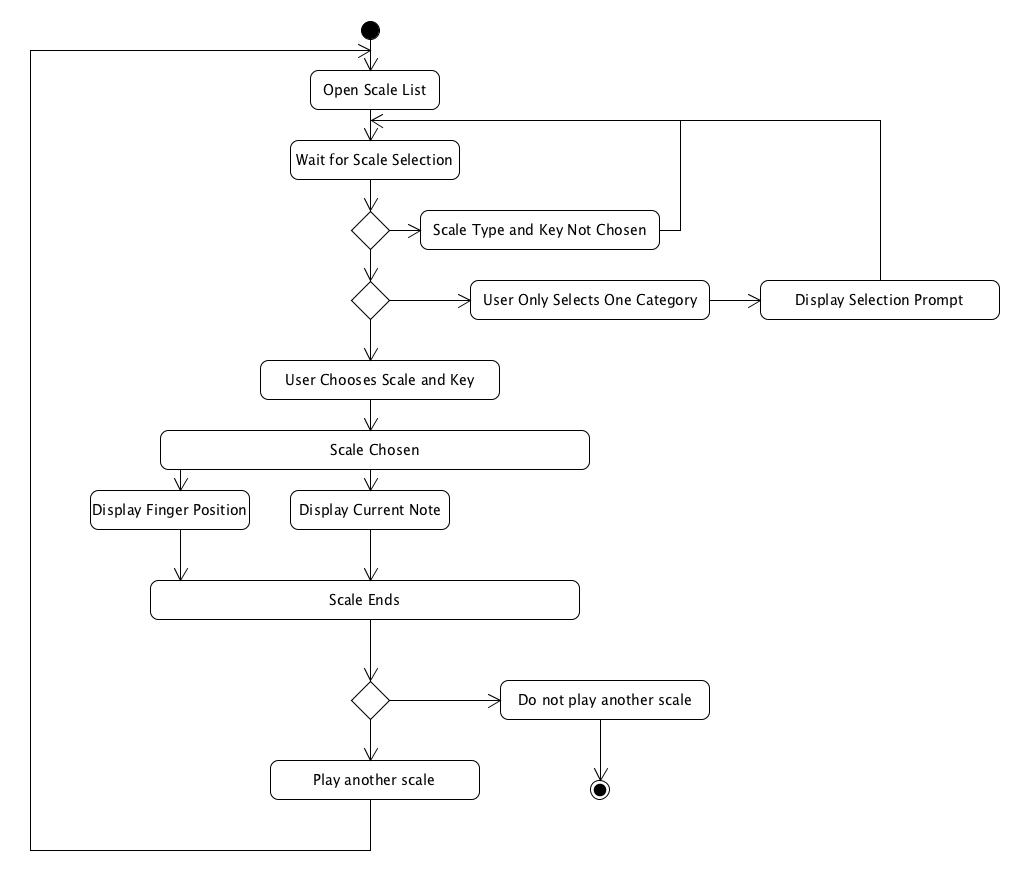 Open Scale List
Wait for Scale Selection
Scale Type and Key Not Chosen
User Only Selects One Category
Display Selection Prompt
User Chooses Scale and Key
Scale Chosen
Display Finger Position
Display Current Note
Scale Ends
Do not play another scale
Play another scale